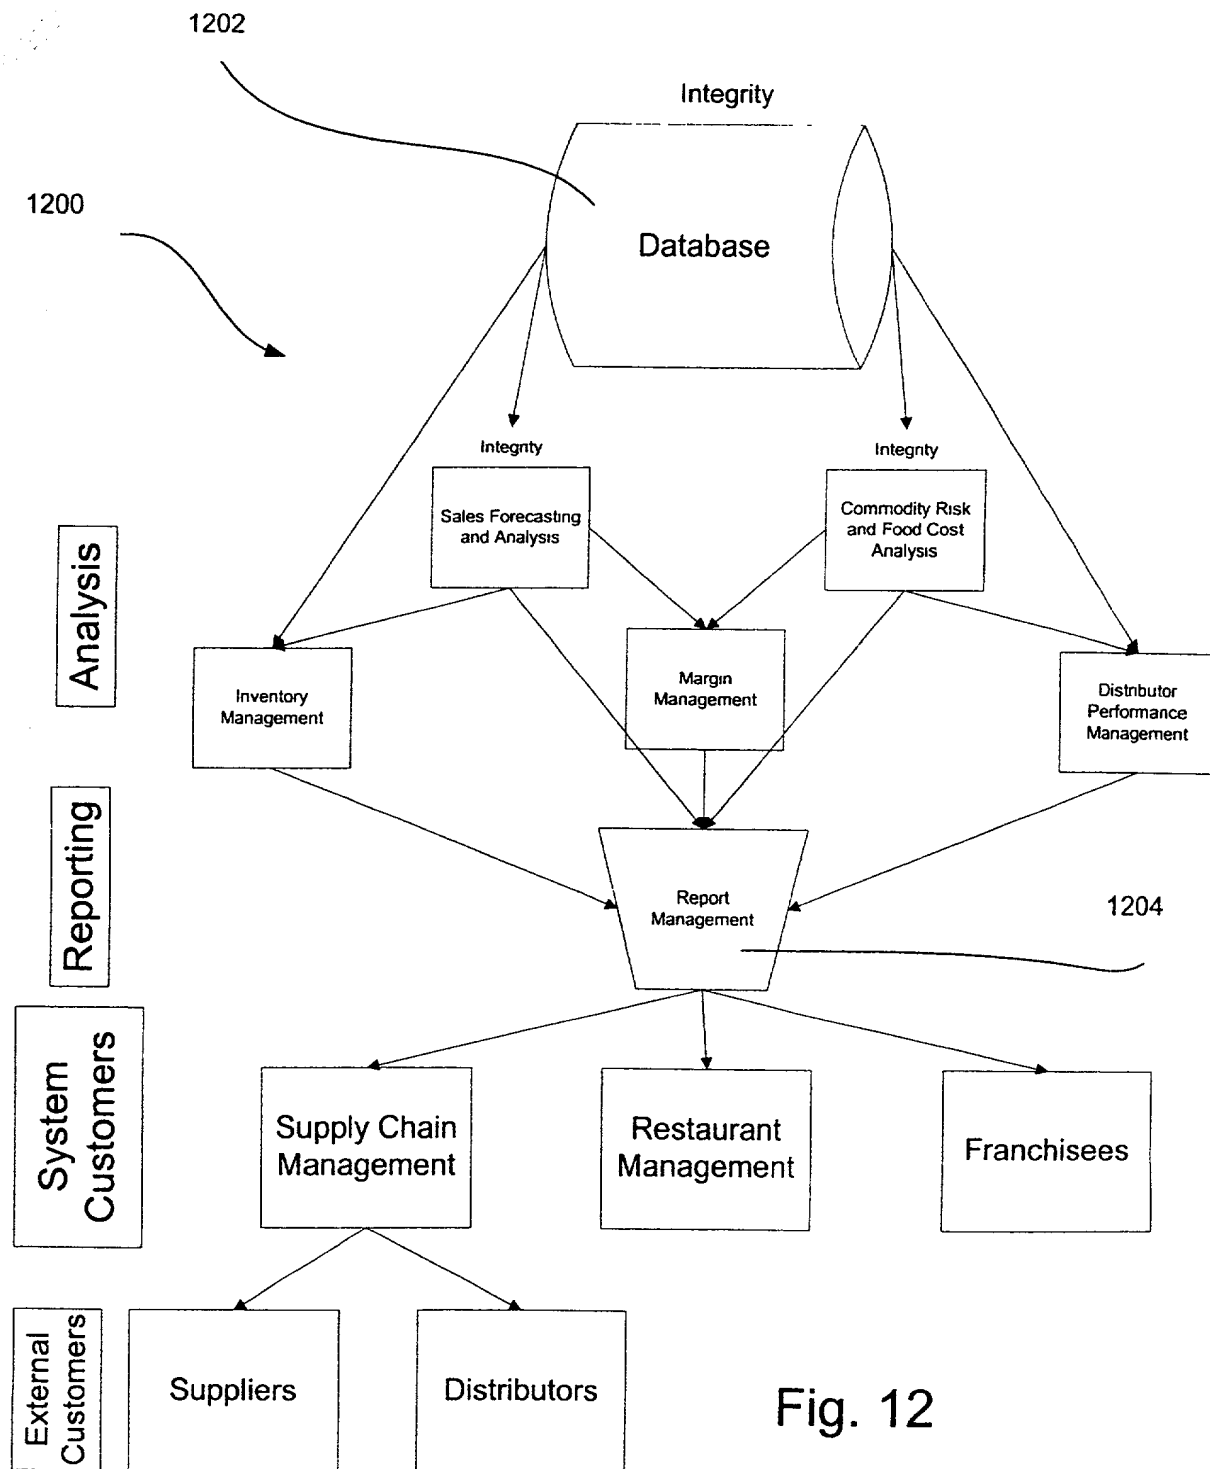 1202
Integrity
1200
Database
Integrity
Integrity
Sales Forecasting
and Analysis
Commodity Risk
and Food Cost
Analysis
Analysis
Inventory
Management
Margin
Management
Distributor
Performance
Management
Reporting
Report
Management
1204
System
Customers
Supply Chain
Management
Restaurant
Management
Franchisees
External
Customers
Suppliers
Distributors
Fig. 12